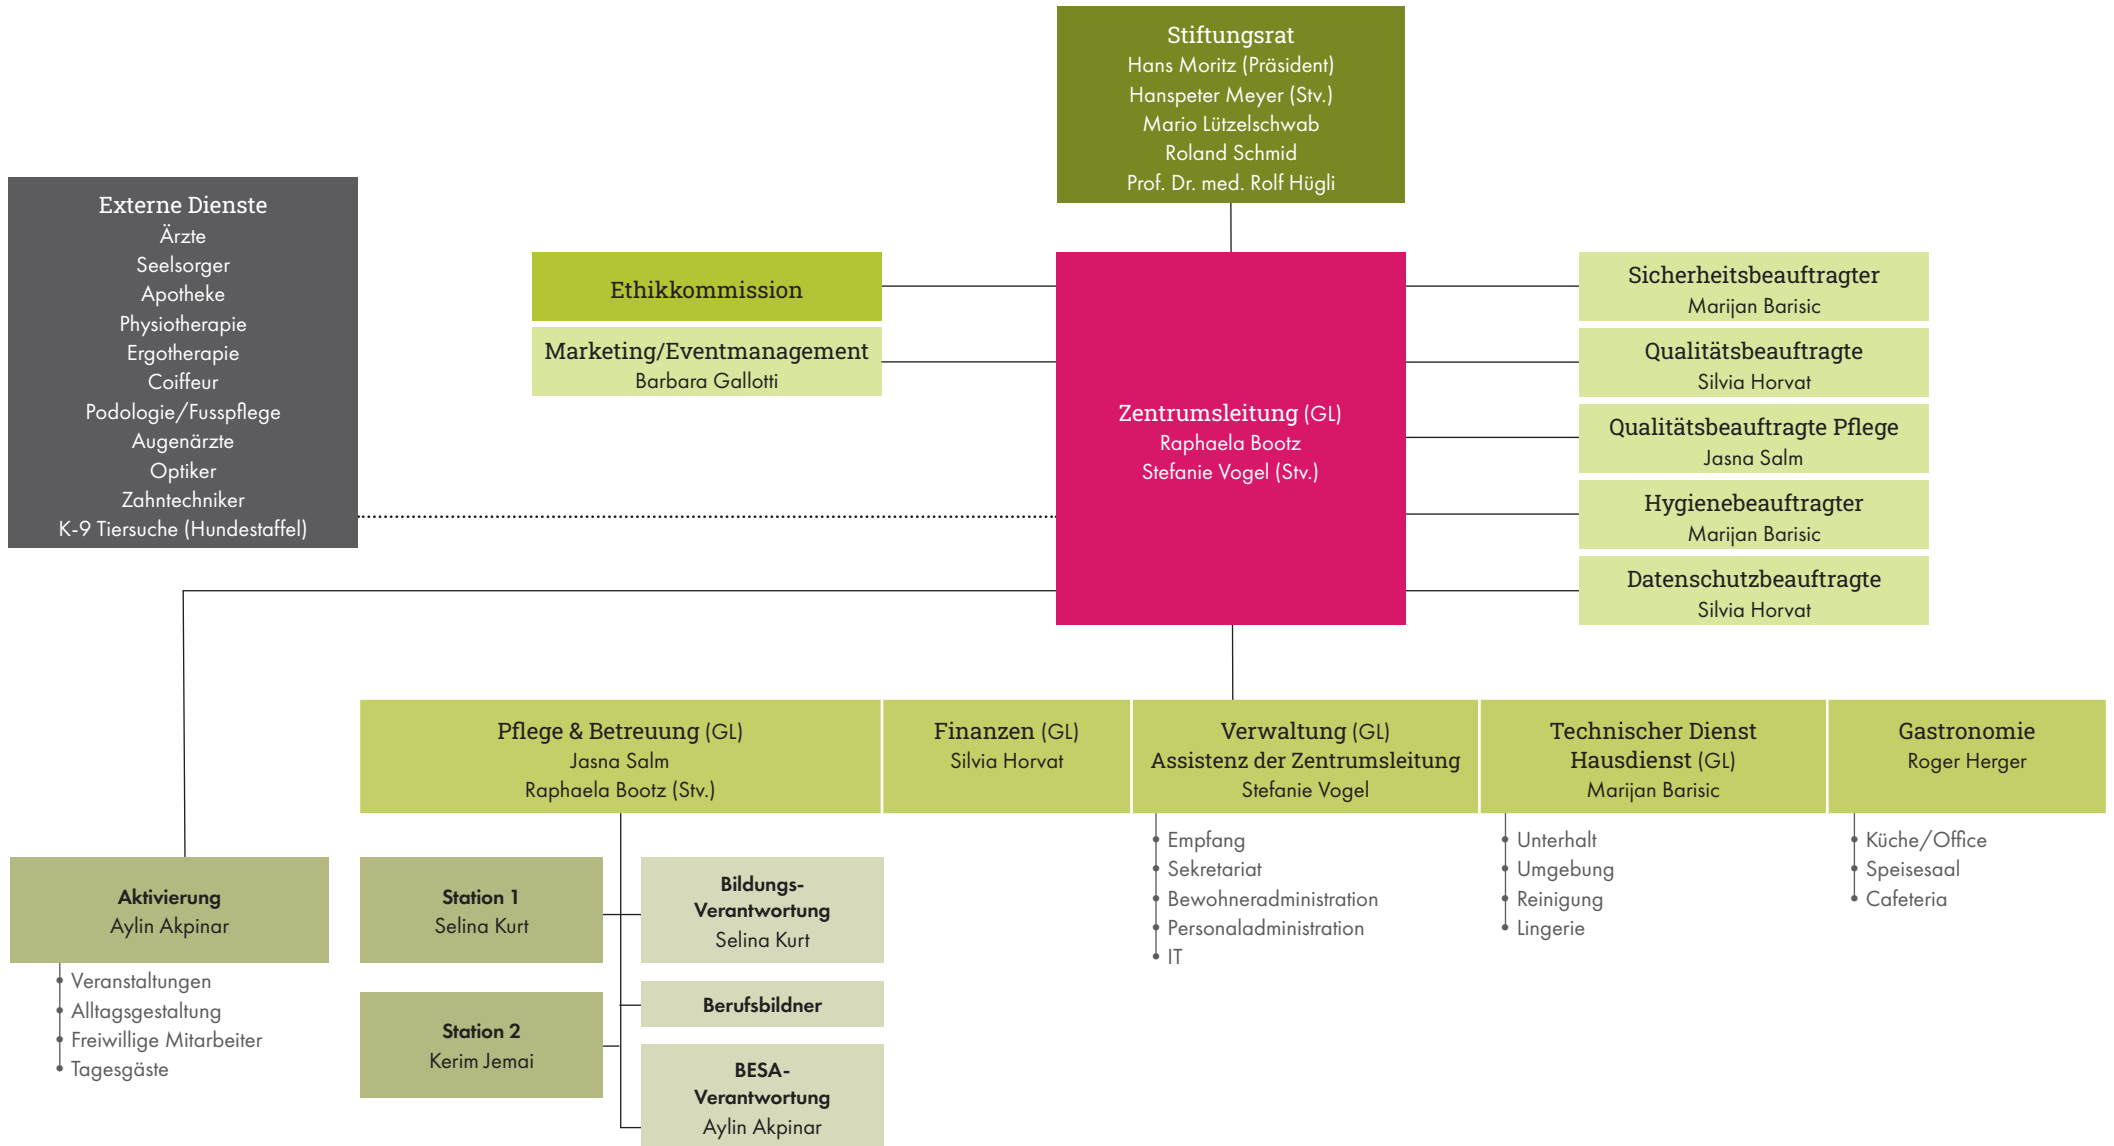 Stiftungsrat
Hans Moritz (Präsident)
Hanspeter Meyer (Stv.)
Mario Lützelschwab
Roland Schmid
Prof. Dr. med. Rolf Hügli
Externe Dienste
Ärzte
Seelsorger
Apotheke
Physiotherapie
Ergotherapie
Coiffeur
Podologie/Fusspflege
Augenärzte
Optiker
Zahntechniker
K-9 Tiersuche (Hundestaffel)
Ethikkommission
Marketing/Eventmanagement
Barbara Gallotti
Zentrumsleitung (GL)
Raphaela Bootz
Stefanie Vogel (Stv.)
Sicherheitsbeauftragter
Marijan Barisic
Qualitätsbeauftragte
Silvia Horvat
Qualitätsbeauftragte Pflege
Jasna Salm
Hygienebeauftragter
Marijan Barisic
Datenschutzbeauftragte
Silvia Horvat
Pflege & Betreuung (GL)
Jasna Salm
Raphaela Bootz (Stv.)
Finanzen (GL)
Silvia Horvat
Verwaltung (GL)
Assistenz der Zentrumsleitung
Stefanie Vogel
Technischer Dienst
Hausdienst (GL)
Marijan Barisic
Gastronomie
Roger Herger
Aktivierung
Aylin Akpinar
• Veranstaltungen
• Alltagsgestaltung
• Freiwillige Mitarbeiter
• Tagesgäste
Station 1
Selina Kurt
Station 2
Kerim Jemai
Bildungs-
Verantwortung
Selina Kurt
Berufsbildner
BESA-
Verantwortung
Aylin Akpinar
• Empfang
• Sekretariat
• Bewohneradministration
• Personaladministration
• IT
• Unterhalt
• Umgebung
• Reinigung
• Lingerie
• Küche/Office
• Speisesaal
• Cafeteria